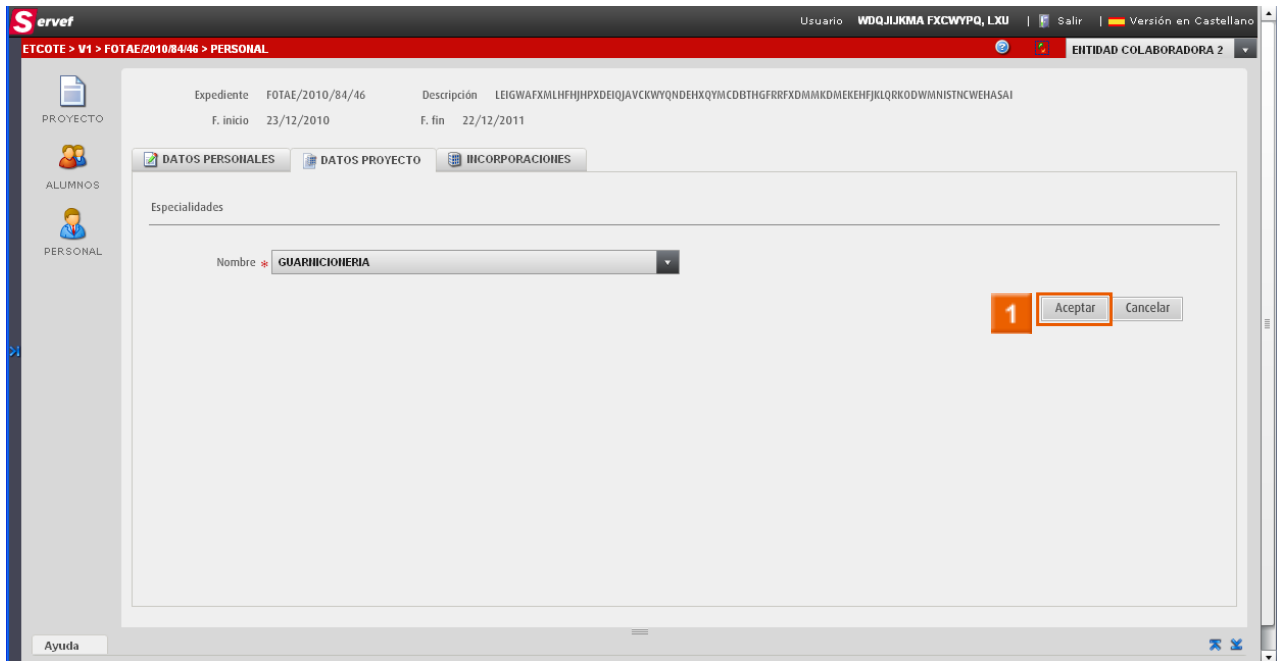 Servef Usuario WDQJIJKMA FXCWYPQ, LXU | Salir | Versión en Castellano
ETCOTE > V1 > FOTAE/2010/84/46 > PERSONAL ENTIDAD COLABORADORA 2
Expediente FOTAE/2010/84/46 Descripción LEIGWAFXMLHFHJHPXDEIQJAVCKWYQNDEHXQYMCDBTHGFRRFXDMMKDMEKEHFJKLQRKODWMNISTNCWEHASAI
F. inicio 23/12/2010 F. fin 22/12/2011
PROYECTO
DATOS PERSONALES DATOS PROYECTO INCORPORACIONES
ALUMNOS
Especialidades
PERSONAL
Nombre * GUARNICIONERIA
1 Aceptar Cancelar
Ayuda